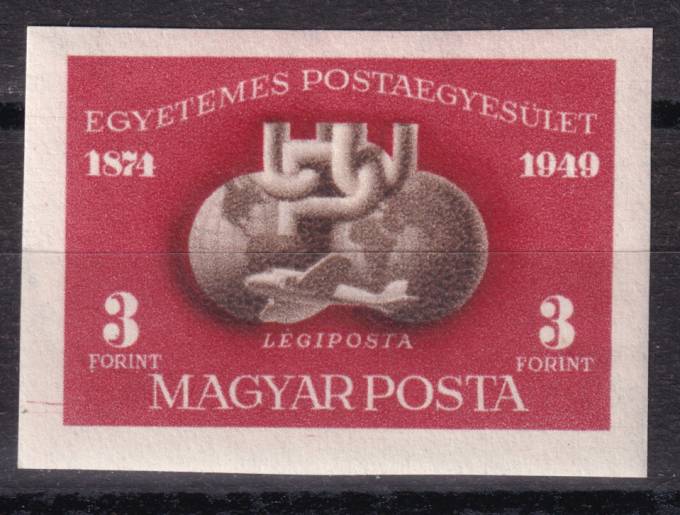 EGYETEMES POSTAEGYESÜLET
1874 1949
LÉGIPOSTA
3 3
FORINT FORINT
MAGYAR POSTA